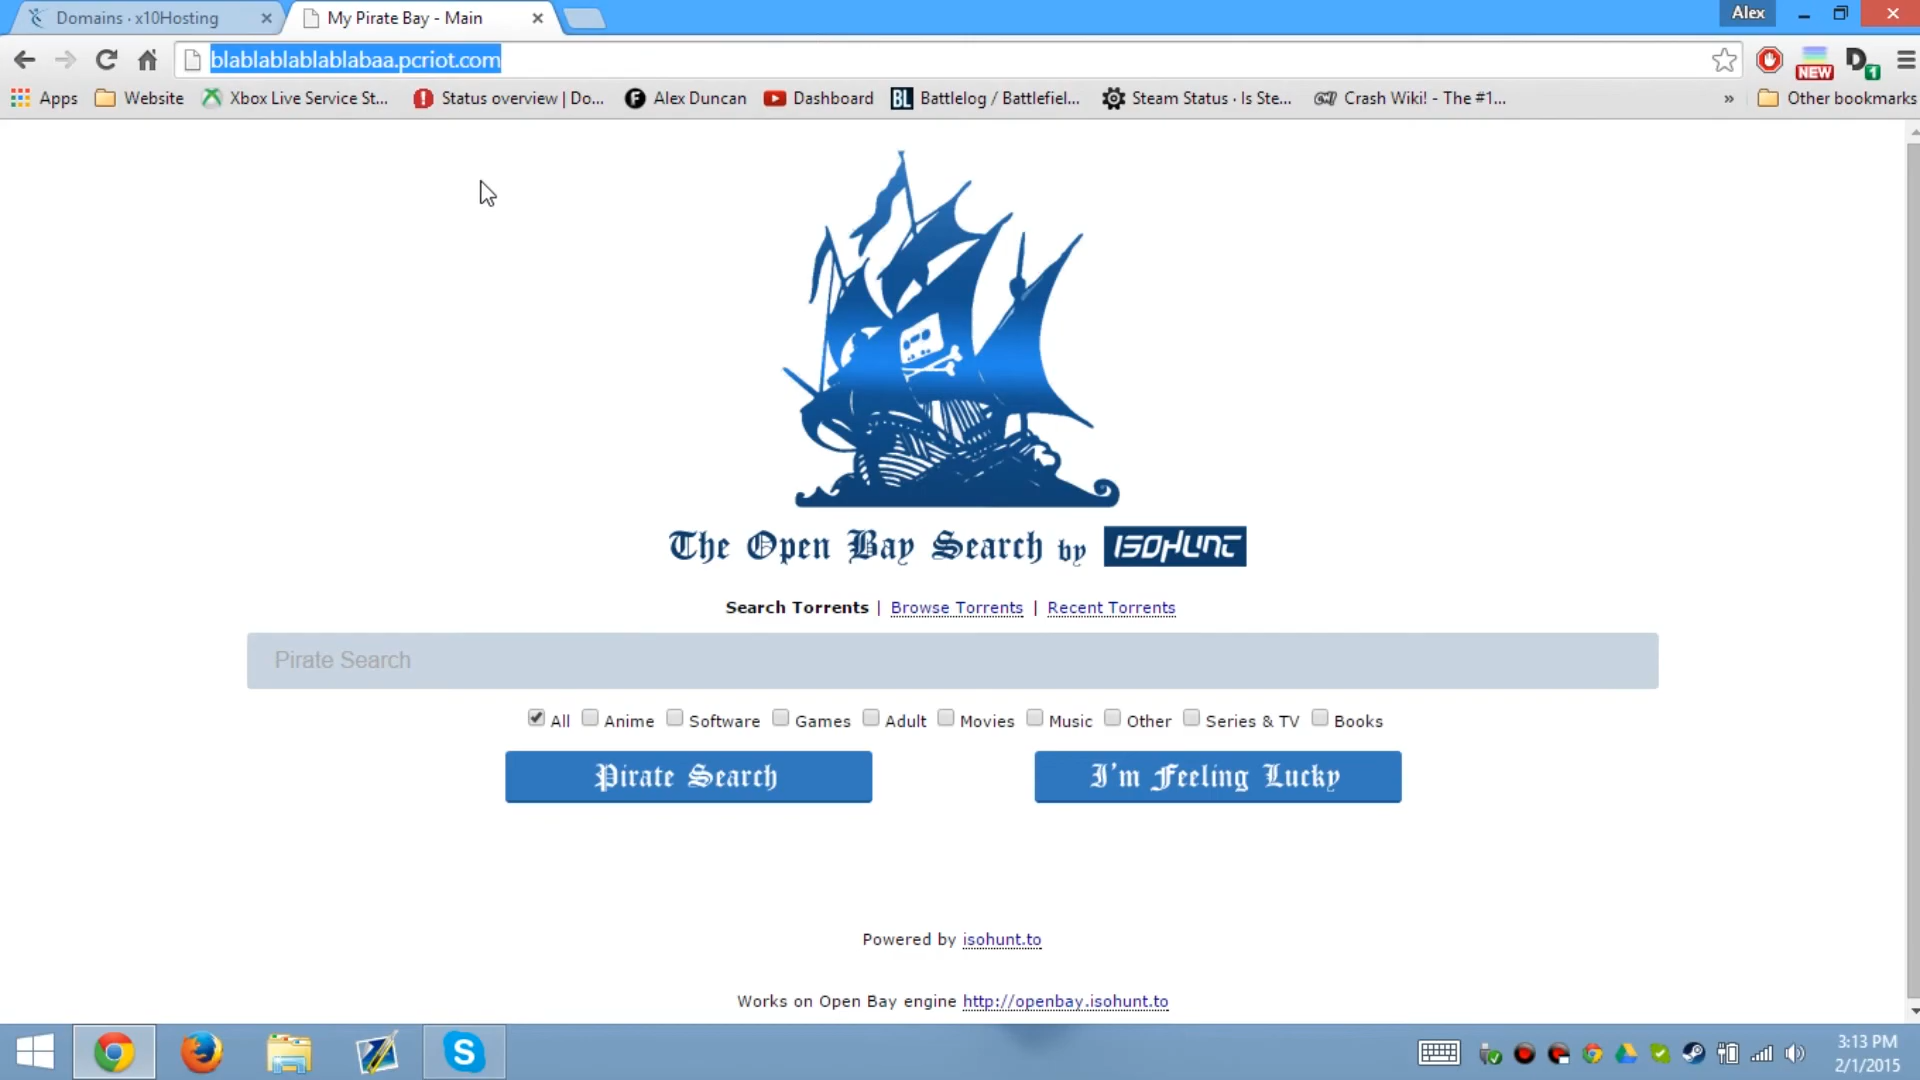 Domains · x10Hosting
My Pirate Bay - Main
Alex
blablablablablabaa.pcriot.com
NEW
1
Apps Website Xbox Live Service St... Status overview | Do... Alex Duncan Dashboard BL Battlelog / Battlefiel... Steam Status · Is Ste... Crash Wiki! - The #1... » Other bookmarks
The Open Bay Search by ISOHUNT
Search Torrents | Browse Torrents | Recent Torrents
Pirate Search
All Anime Software Games Adult Movies Music Other Series & TV Books
Pirate Search I'm Feeling Lucky
Powered by isohunt.to
Works on Open Bay engine http://openbay.isohunt.to
3:13 PM
2/1/2015